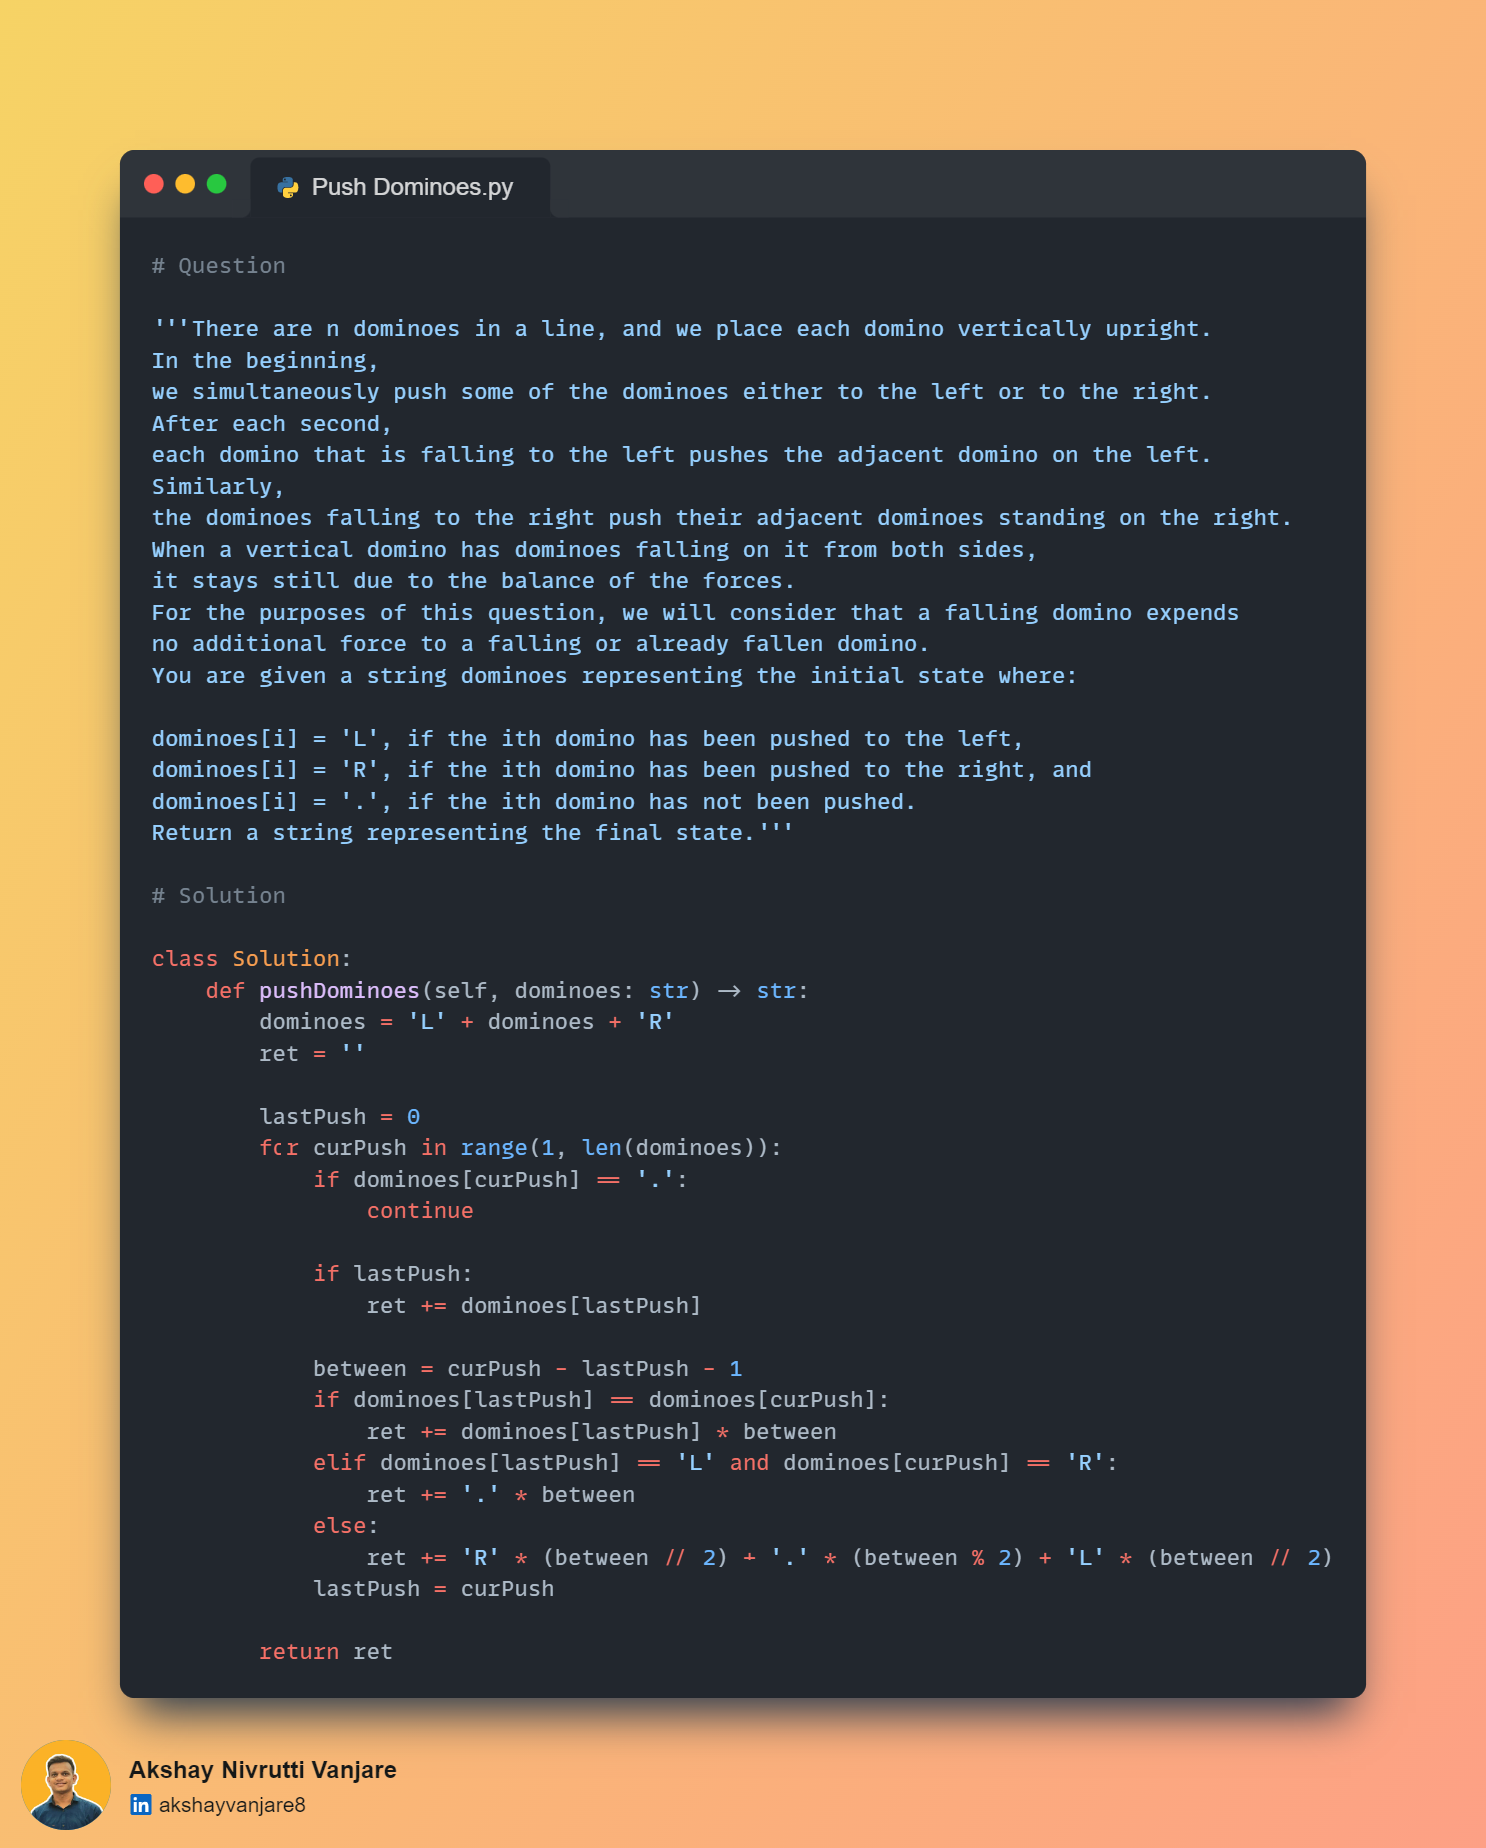 Push Dominoes.py
# Question
'''There are n dominoes in a line, and we place each domino vertically upright.
In the beginning,
we simultaneously push some of the dominoes either to the left or to the right.
After each second,
each domino that is falling to the left pushes the adjacent domino on the left.
Similarly,
the dominoes falling to the right push their adjacent dominoes standing on the right.
When a vertical domino has dominoes falling on it from both sides,
it stays still due to the balance of the forces.
For the purposes of this question, we will consider that a falling domino expends
no additional force to a falling or already fallen domino.
You are given a string dominoes representing the initial state where:
dominoes[i] = 'L', if the ith domino has been pushed to the left,
dominoes[i] = 'R', if the ith domino has been pushed to the right, and
dominoes[i] = '.', if the ith domino has not been pushed.
Return a string representing the final state.'''
# Solution
class Solution:
    def pushDominoes(self, dominoes: str) -> str:
        dominoes = 'L' + dominoes + 'R'
        ret = ''
        lastPush = 0
        for curPush in range(1, len(dominoes)):
            if dominoes[curPush] == '.':
                continue
            if lastPush:
                ret += dominoes[lastPush]
            between = curPush - lastPush - 1
            if dominoes[lastPush] == dominoes[curPush]:
                ret += dominoes[lastPush] * between
            elif dominoes[lastPush] == 'L' and dominoes[curPush] == 'R':
                ret += '.' * between
            else:
                ret += 'R' * (between // 2) + '.' * (between % 2) + 'L' * (between // 2)
            lastPush = curPush
        return ret
Akshay Nivrutti Vanjare
in akshayvanjare8